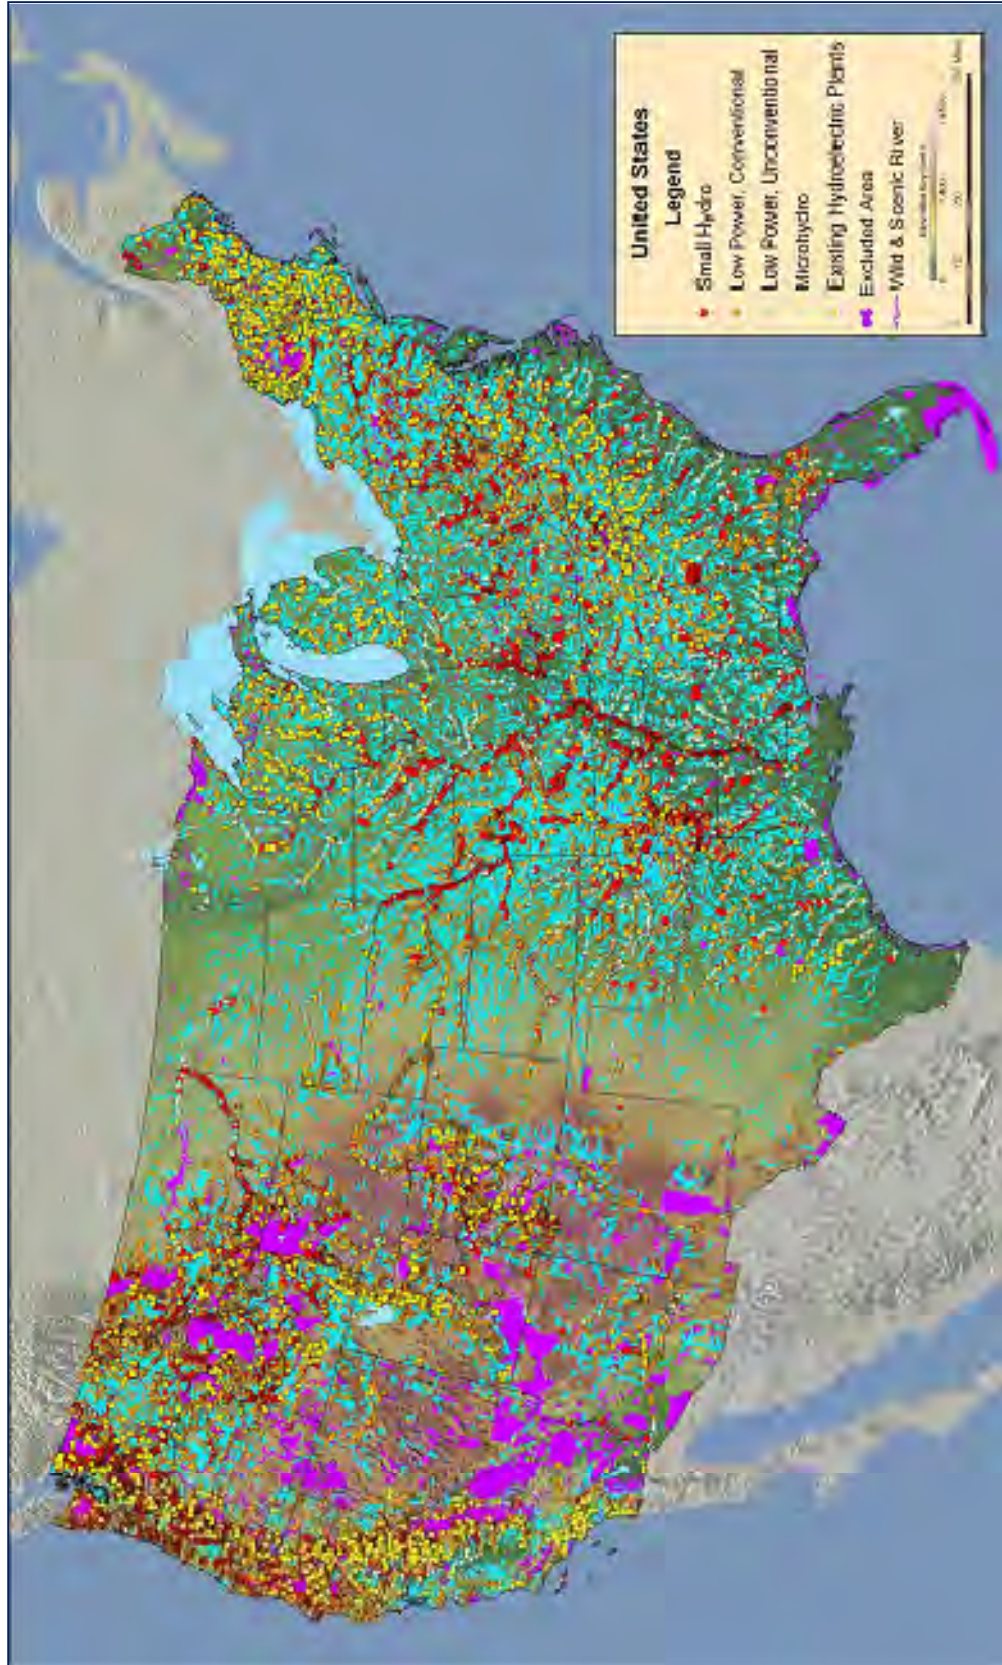 United States
Legend
Small Hydro
Low Power, Conventional
Low Power, Unconventional
Microhydro
Existing Hydroelectric Plants
Excluded Area
Wild & Scenic River